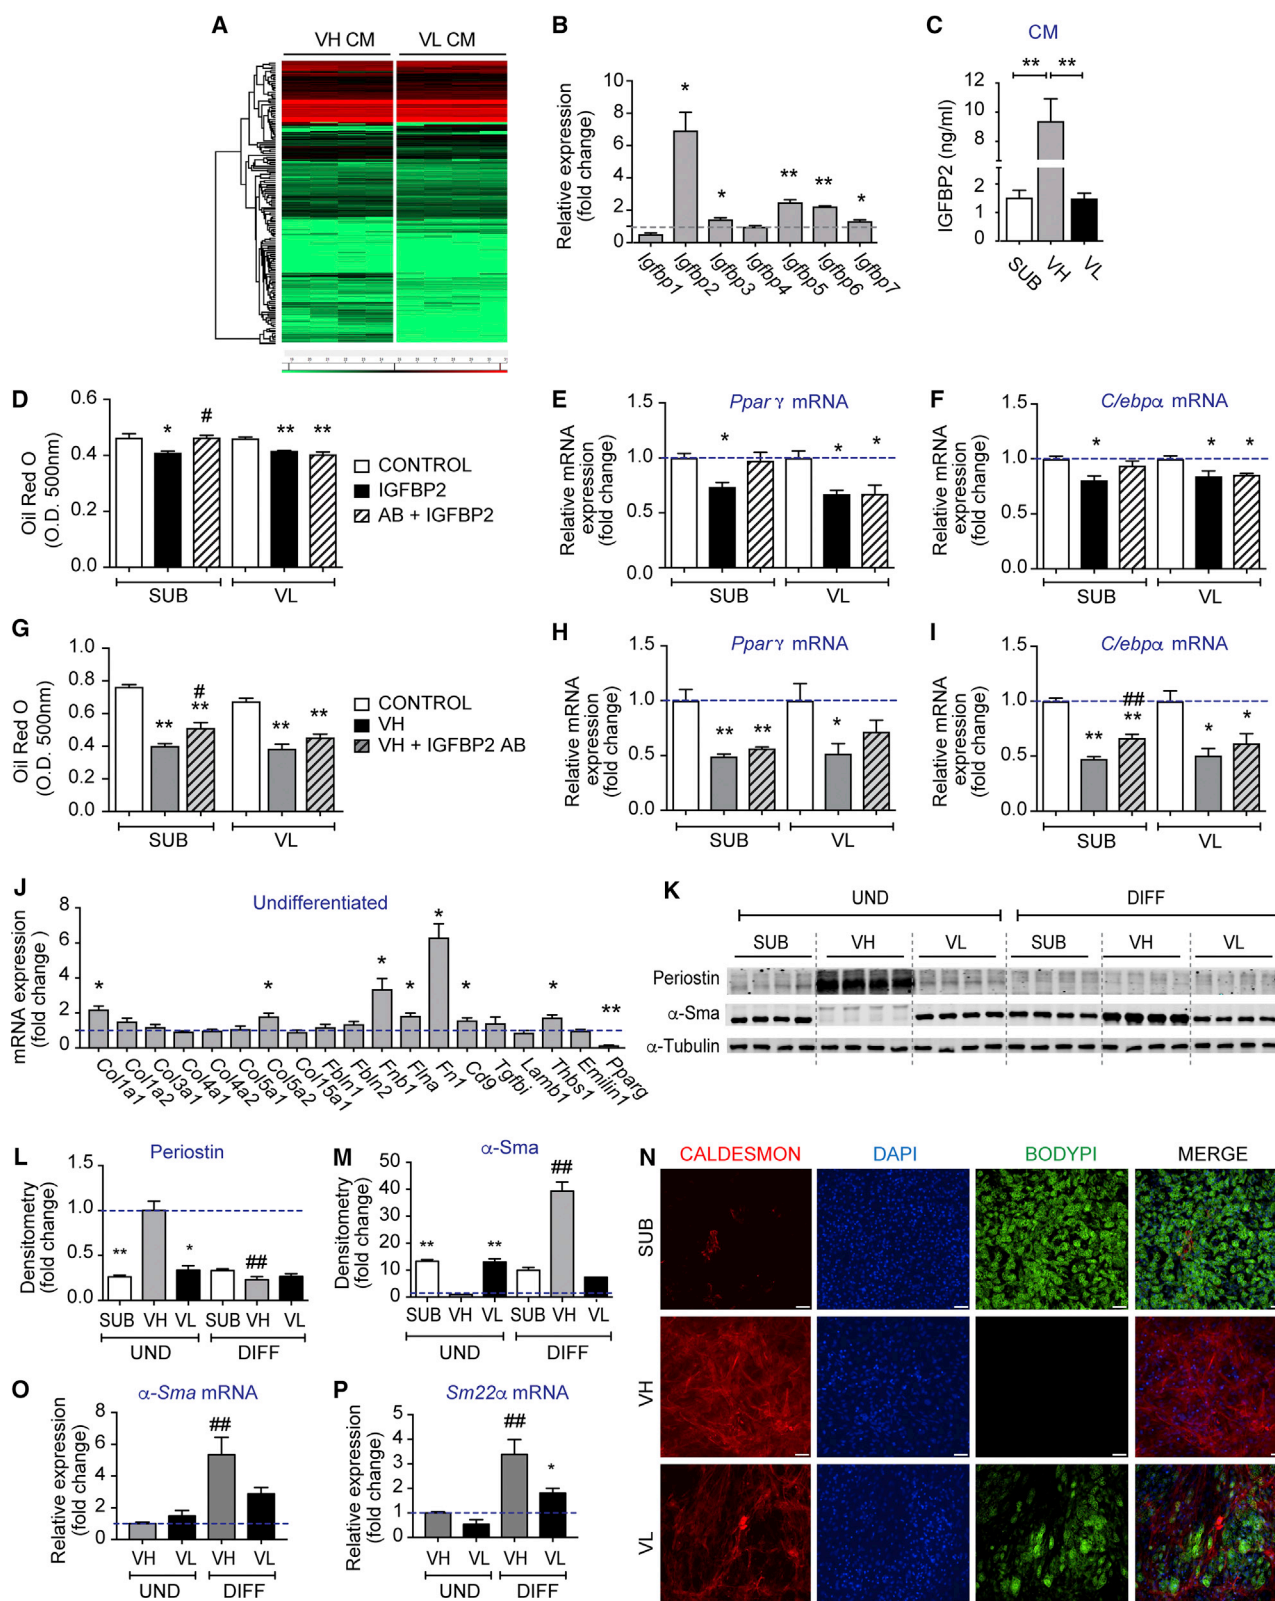 A
VH CM VL CM
B
Relative expression
(fold change)
10
8
6
4
2
0
* * ** ** *
Igfbp1 Igfbp2 Igfbp3 Igfbp4 Igfbp5 Igfbp6 Igfbp7
C
CM
** **
IGFBP2 (ng/ml)
12
10
8
2
1
0
SUB VH VL
D
Oil Red O
(O.D. 500nm)
0.6
0.4
0.2
0.0
* # ** **
SUB VL
CONTROL
IGFBP2
AB + IGFBP2
E
Pparγ mRNA
Relative mRNA
expression
(fold change)
1.5
1.0
0.5
0.0
* * *
SUB VL
F
C/ebpα mRNA
Relative mRNA
expression
(fold change)
1.5
1.0
0.5
0.0
* * *
SUB VL
G
Oil Red O
(O.D. 500nm)
1.0
0.8
0.6
0.4
0.2
0.0
#
** ** ** **
SUB VL
CONTROL
VH
VH + IGFBP2 AB
H
Pparγ mRNA
Relative mRNA
expression
(fold change)
1.5
1.0
0.5
0.0
** ** *
SUB VL
I
C/ebpα mRNA
Relative mRNA
expression
(fold change)
1.5
1.0
0.5
0.0
##
** ** * *
SUB VL
J
Undifferentiated
mRNA expression
(fold change )
8
6
4
2
1
0
* * * * * * * **
Col1a1 Col1a2 Col3a1 Col4a1 Col4a2 Col5a1 Col5a2 Col15a1 Fbln1 Fbln2 Fnb1 Flna Fn1 Cd9 Tgfbi Lamb1 Thbs1 Emilin1 Pparg
K
UND DIFF
SUB VH VL SUB VH VL
Periostin
α-Sma
α-Tubulin
L
Periostin
Densitometry
(fold change)
1.5
1.0
0.5
0.0
** * ##
SUB VH VL SUB VH VL
UND DIFF
M
α-Sma
Densitometry
(fold change)
50
40
30
20
10
0
** ** ##
SUB VH VL SUB VH VL
UND DIFF
N
CALDESMON DAPI BODYPI MERGE
SUB
VH
VL
O
α-Sma mRNA
Relative expression
(fold change)
8
6
4
2
1
0
##
VH VL VH VL
UND DIFF
P
Sm22α mRNA
Relative expression
(fold change)
5
4
3
2
1
0
## *
VH VL VH VL
UND DIFF